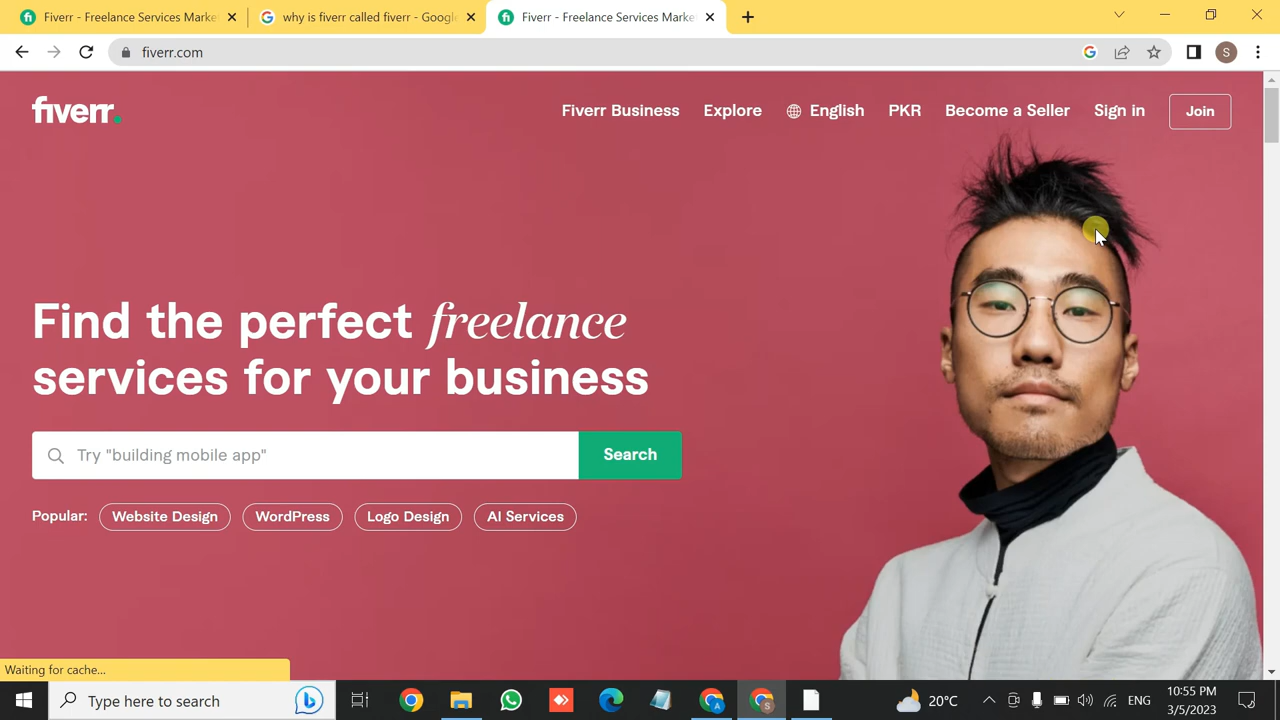 Fiverr - Freelance Services Marke
why is fiverr called fiverr - Google
Fiverr - Freelance Services Marke
fiverr.com
S
fiverr.
Fiverr Business
Explore
English
PKR
Become a Seller
Sign in
Join
Find the perfect freelance
services for your business
Try "building mobile app"
Search
Popular:
Website Design
WordPress
Logo Design
AI Services
Waiting for cache...
Type here to search
20°C
ENG
10:55 PM
3/5/2023